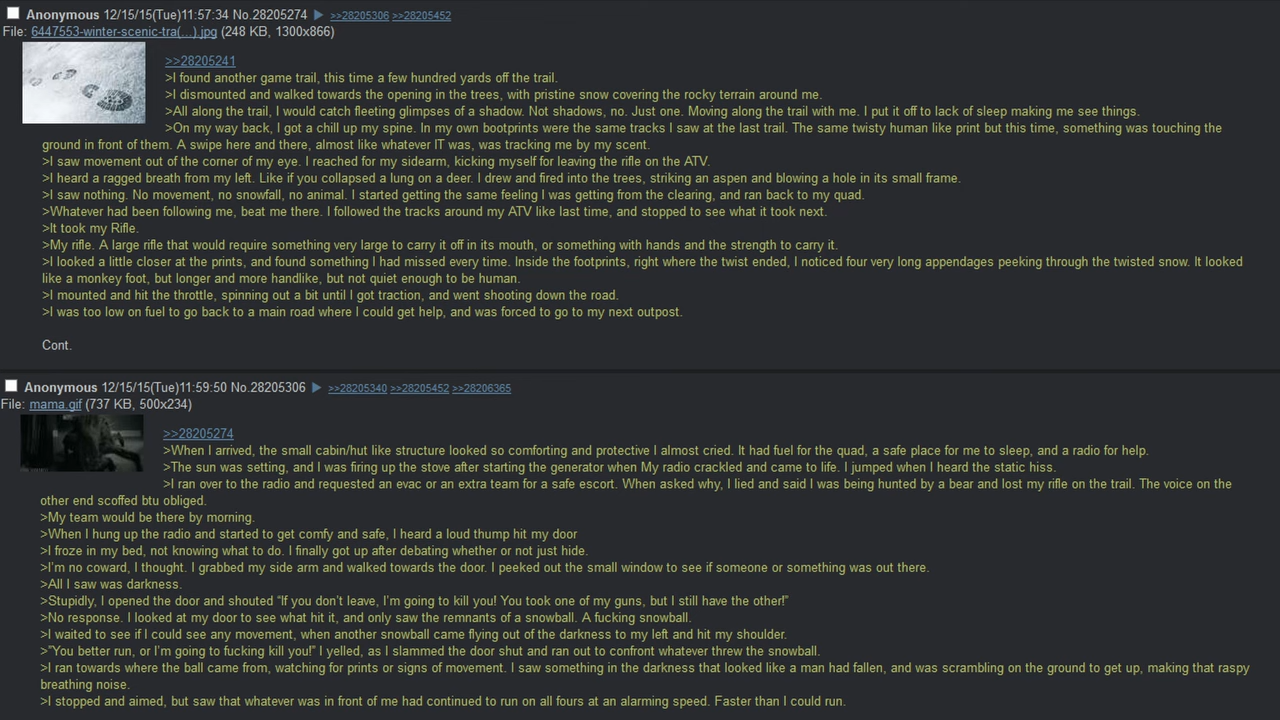 Anonymous 12/15/15(Tue)11:57:34 No.28205274 ▶ >>28205306 >>28205452
File: 6447553-winter-scenic-tra(...).jpg (248 KB, 1300x866)
>>28205241
>I found another game trail, this time a few hundred yards off the trail.
>I dismounted and walked towards the opening in the trees, with pristine snow covering the rocky terrain around me.
>All along the trail, I would catch fleeting glimpses of a shadow. Not shadows, no. Just one. Moving along the trail with me. I put it off to lack of sleep making me see things.
>On my way back, I got a chill up my spine. In my own bootprints were the same tracks I saw at the last trail. The same twisty human like print but this time, something was touching the
ground in front of them. A swipe here and there, almost like whatever IT was, was tracking me by my scent.
>I saw movement out of the corner of my eye. I reached for my sidearm, kicking myself for leaving the rifle on the ATV.
>I heard a ragged breath from my left. Like if you collapsed a lung on a deer. I drew and fired into the trees, striking an aspen and blowing a hole in its small frame.
>I saw nothing. No movement, no snowfall, no animal. I started getting the same feeling I was getting from the clearing, and ran back to my quad.
>Whatever had been following me, beat me there. I followed the tracks around my ATV like last time, and stopped to see what it took next.
>It took my Rifle.
>My rifle. A large rifle that would require something very large to carry it off in its mouth, or something with hands and the strength to carry it.
>I looked a little closer at the prints, and found something I had missed every time. Inside the footprints, right where the twist ended, I noticed four very long appendages peeking through the twisted snow. It looked
like a monkey foot, but longer and more handlike, but not quiet enough to be human.
>I mounted and hit the throttle, spinning out a bit until I got traction, and went shooting down the road.
>I was too low on fuel to go back to a main road where I could get help, and was forced to go to my next outpost.
Cont.
Anonymous 12/15/15(Tue)11:59:50 No.28205306 ▶ >>28205340 >>28205452 >>28206365
File: mama.gif (737 KB, 500x234)
>>28205274
>When I arrived, the small cabin/hut like structure looked so comforting and protective I almost cried. It had fuel for the quad, a safe place for me to sleep, and a radio for help.
>The sun was setting, and I was firing up the stove after starting the generator when My radio crackled and came to life. I jumped when I heard the static hiss.
>I ran over to the radio and requested an evac or an extra team for a safe escort. When asked why, I lied and said I was being hunted by a bear and lost my rifle on the trail. The voice on the
other end scoffed btu obliged.
>My team would be there by morning.
>When I hung up the radio and started to get comfy and safe, I heard a loud thump hit my door
>I froze in my bed, not knowing what to do. I finally got up after debating whether or not just hide.
>I'm no coward, I thought. I grabbed my side arm and walked towards the door. I peeked out the small window to see if someone or something was out there.
>All I saw was darkness.
>Stupidly, I opened the door and shouted “If you don't leave, I'm going to kill you! You took one of my guns, but I still have the other!”
>No response. I looked at my door to see what hit it, and only saw the remnants of a snowball. A fucking snowball.
>I waited to see if I could see any movement, when another snowball came flying out of the darkness to my left and hit my shoulder.
>”You better run, or I'm going to fucking kill you!” I yelled, as I slammed the door shut and ran out to confront whatever threw the snowball.
>I ran towards where the ball came from, watching for prints or signs of movement. I saw something in the darkness that looked like a man had fallen, and was scrambling on the ground to get up, making that raspy
breathing noise.
>I stopped and aimed, but saw that whatever was in front of me had continued to run on all fours at an alarming speed. Faster than I could run.